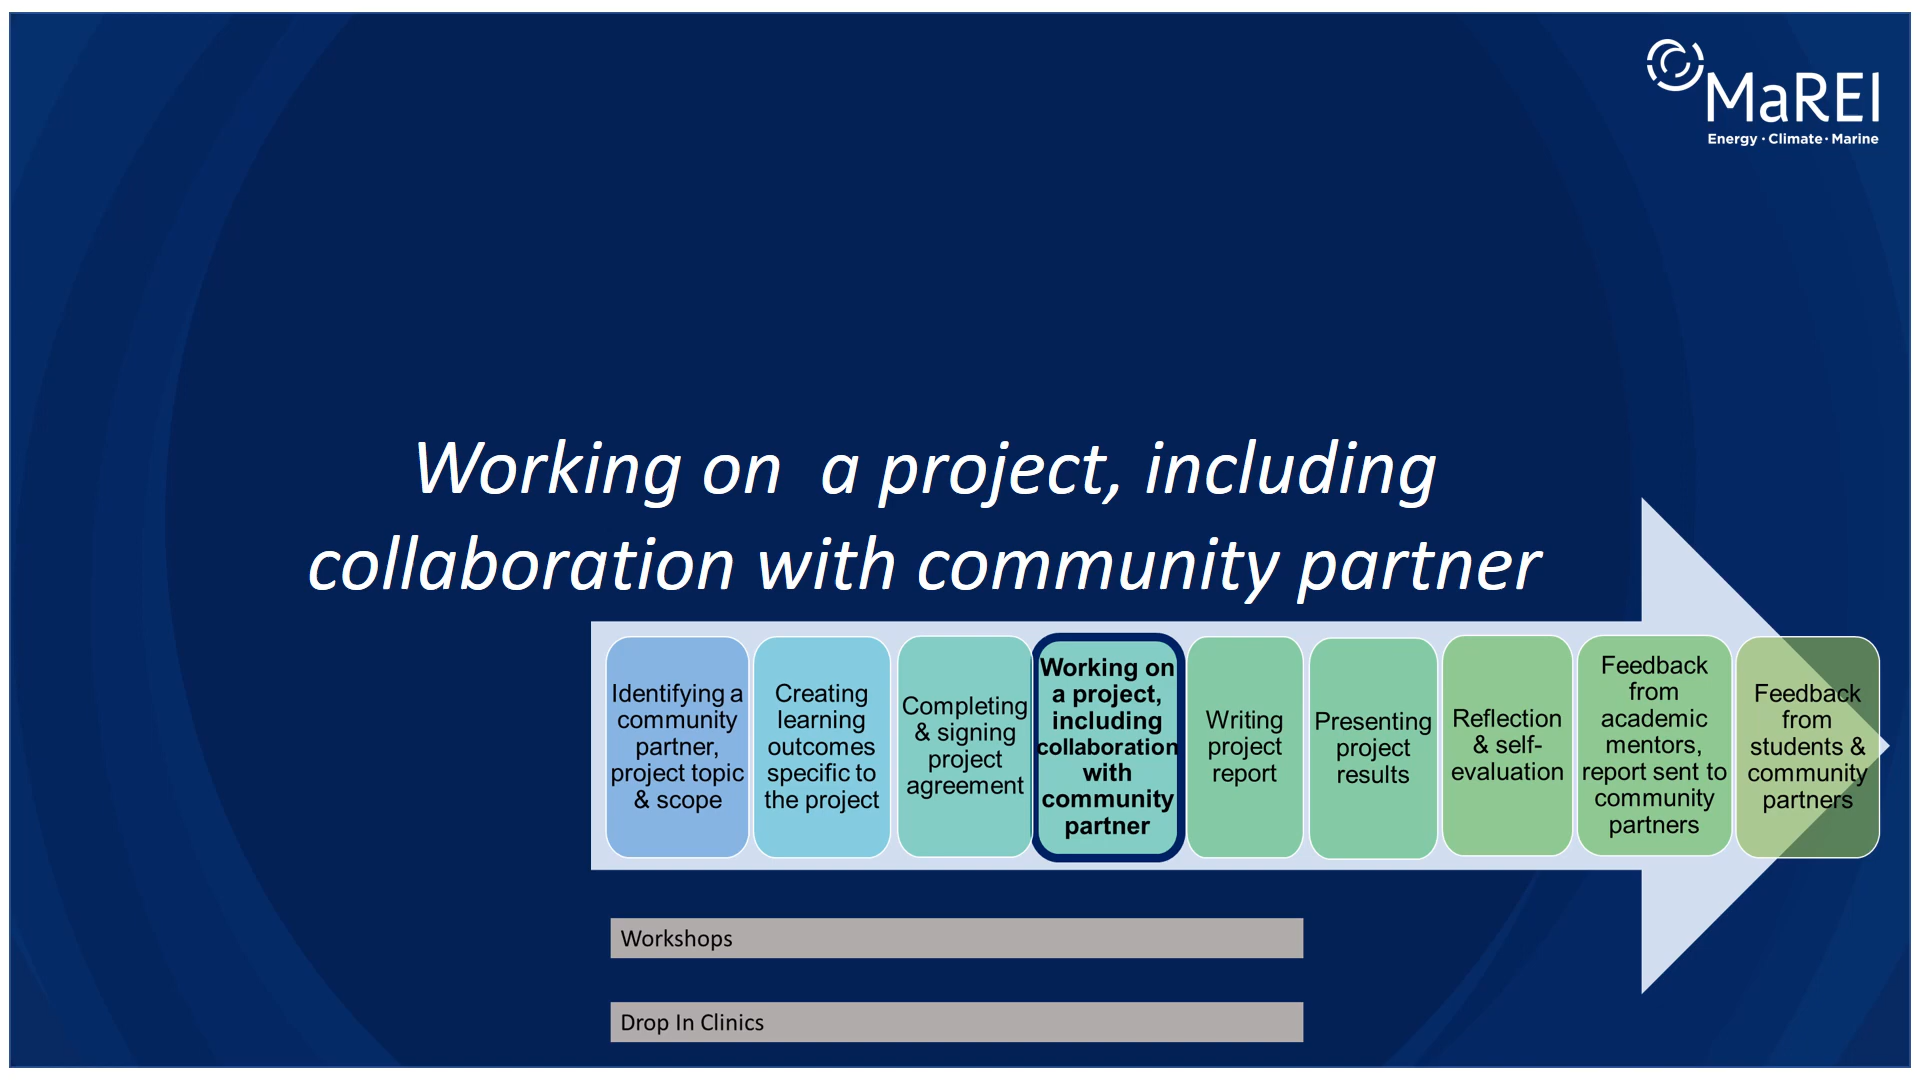 MaREI
Energy · Climate · Marine
Working on  a project, including
collaboration with community partner
Identifying a
community
partner,
project topic
& scope
Creating
learning
outcomes
specific to
the project
Completing
& signing
project
agreement
Working on
a project,
including
collaboration
with
community
partner
Writing
project
report
Presenting
project
results
Reflection
& self-
evaluation
Feedback
from
academic
mentors,
report sent to
community
partners
Feedback
from
students &
community
partners
Workshops
Drop In Clinics